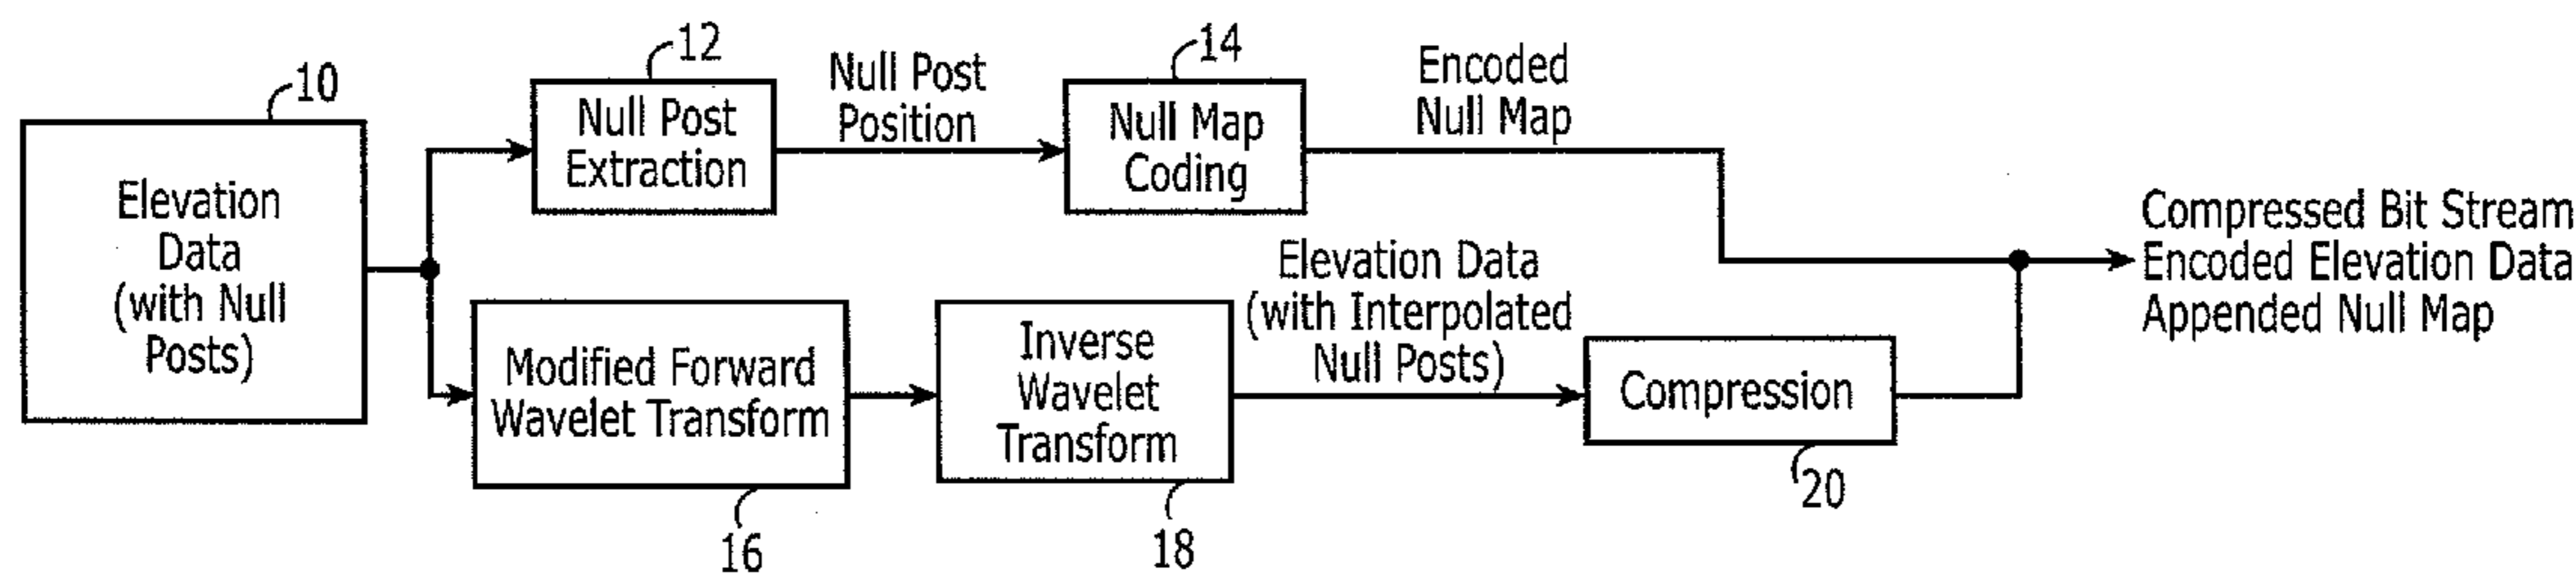 10
Elevation
Data
(with Null
Posts)
12
Null Post
Extraction
Null Post
Position
14
Null Map
Coding
Encoded
Null Map
Modified Forward
Wavelet Transform
16
Inverse
Wavelet
Transform
18
Elevation Data
(with Interpolated
Null Posts)
Compression
20
Compressed Bit Stream
Encoded Elevation Data
Appended Null Map